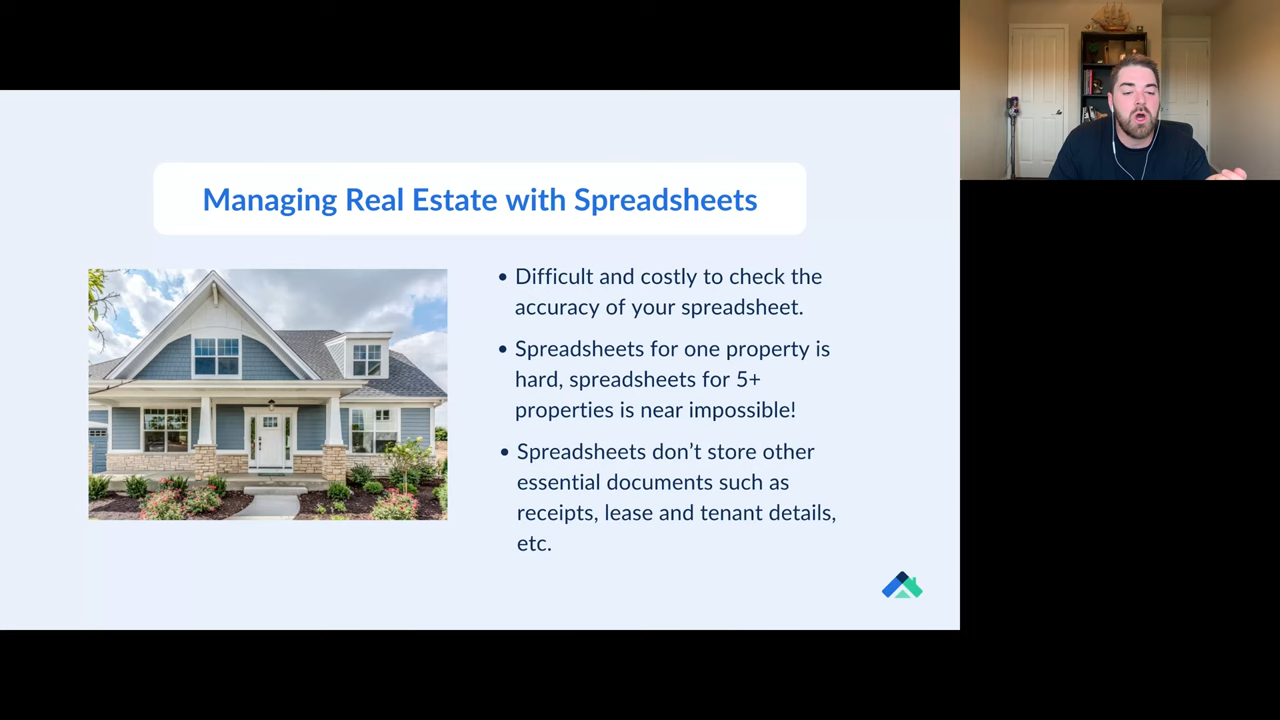 Managing Real Estate with Spreadsheets
• Difficult and costly to check the
accuracy of your spreadsheet.
• Spreadsheets for one property is
hard, spreadsheets for 5+
properties is near impossible!
• Spreadsheets don’t store other
essential documents such as
receipts, lease and tenant details,
etc.